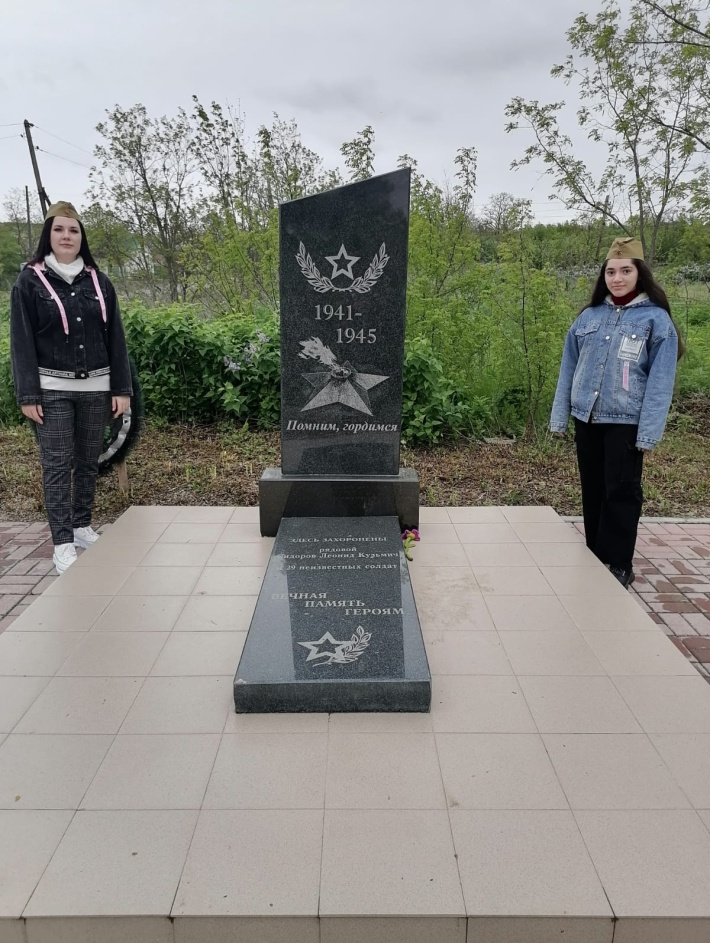 1941-
1945
Помним, гордимся
ЗДЕСЬ ЗАХОРОНЕНЫ
рядовой
Сидоров Леонид Кузьмич
29 неизвестных солдат
ВЕЧНАЯ
ПАМЯТЬ
ГЕРОЯМ